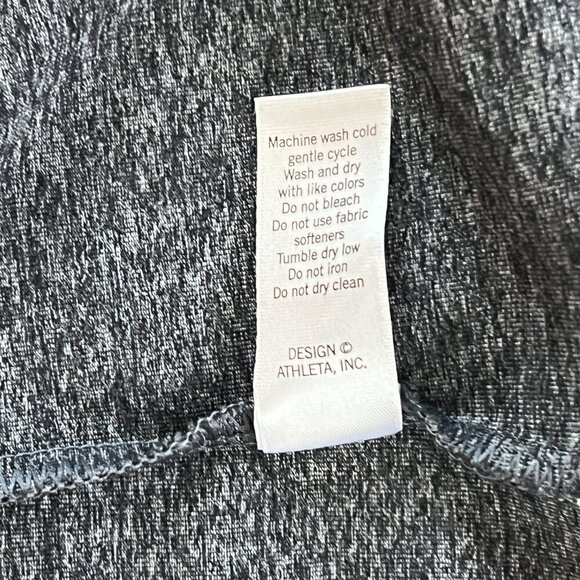 Machine wash cold
gentle cycle
Wash and dry
with like colors
Do not bleach
Do not use fabric
softeners
Tumble dry low
Do not iron
Do not dry clean
DESIGN ©
ATHLETA, INC.